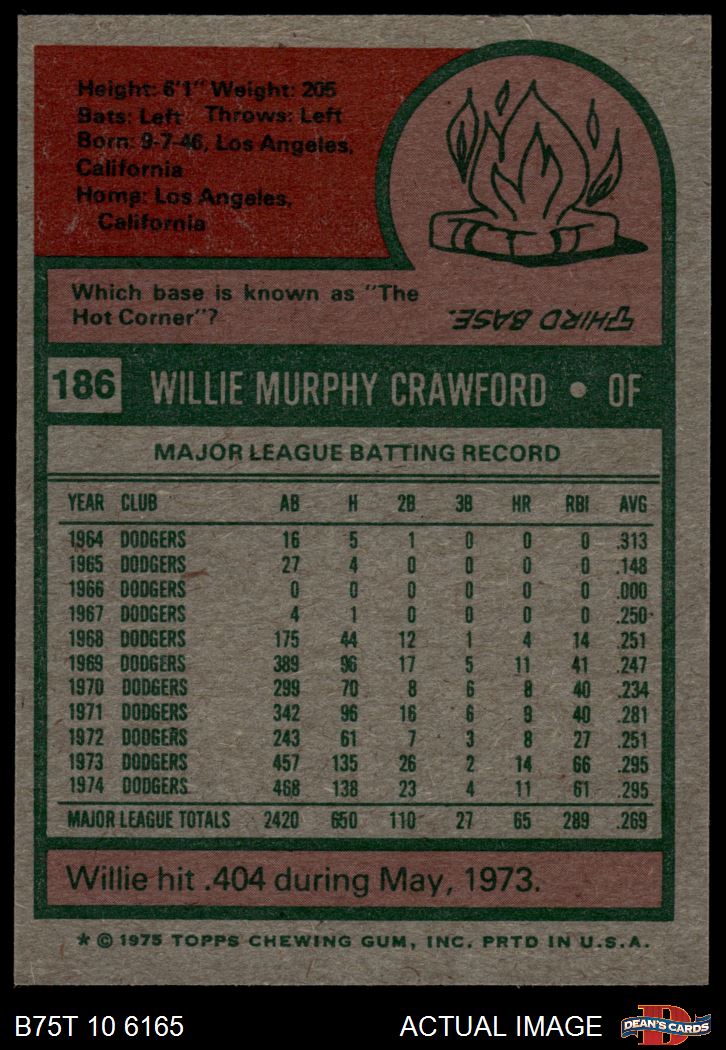 Height: 6'1" Weight: 205
Bats: Left Throws: Left
Born: 9-7-46, Los Angeles,
California
Home: Los Angeles,
California
Which base is known as "The
Hot Corner"?
THIRD BASE.
186 WILLIE MURPHY CRAWFORD • OF
MAJOR LEAGUE BATTING RECORD
YEAR CLUB AB H 2B 3B HR RBI AVG
1964 DODGERS 16 5 1 0 0 0 .313
1965 DODGERS 27 4 0 0 0 0 .148
1966 DODGERS 0 0 0 0 0 0 .000
1967 DODGERS 4 1 0 0 0 0 .250
1968 DODGERS 175 44 12 1 4 14 .251
1969 DODGERS 389 96 17 5 11 41 .247
1970 DODGERS 299 70 8 6 8 40 .234
1971 DODGERS 342 96 16 6 9 40 .281
1972 DODGERS 243 61 7 3 8 27 .251
1973 DODGERS 457 135 26 2 14 66 .295
1974 DODGERS 468 138 23 4 11 61 .295
MAJOR LEAGUE TOTALS 2420 650 110 27 65 289 .269
Willie hit .404 during May, 1973.
* © 1975 TOPPS CHEWING GUM, INC. PRTD IN U.S.A.
B75T 10 6165 ACTUAL IMAGE
DEAN'S CARDS